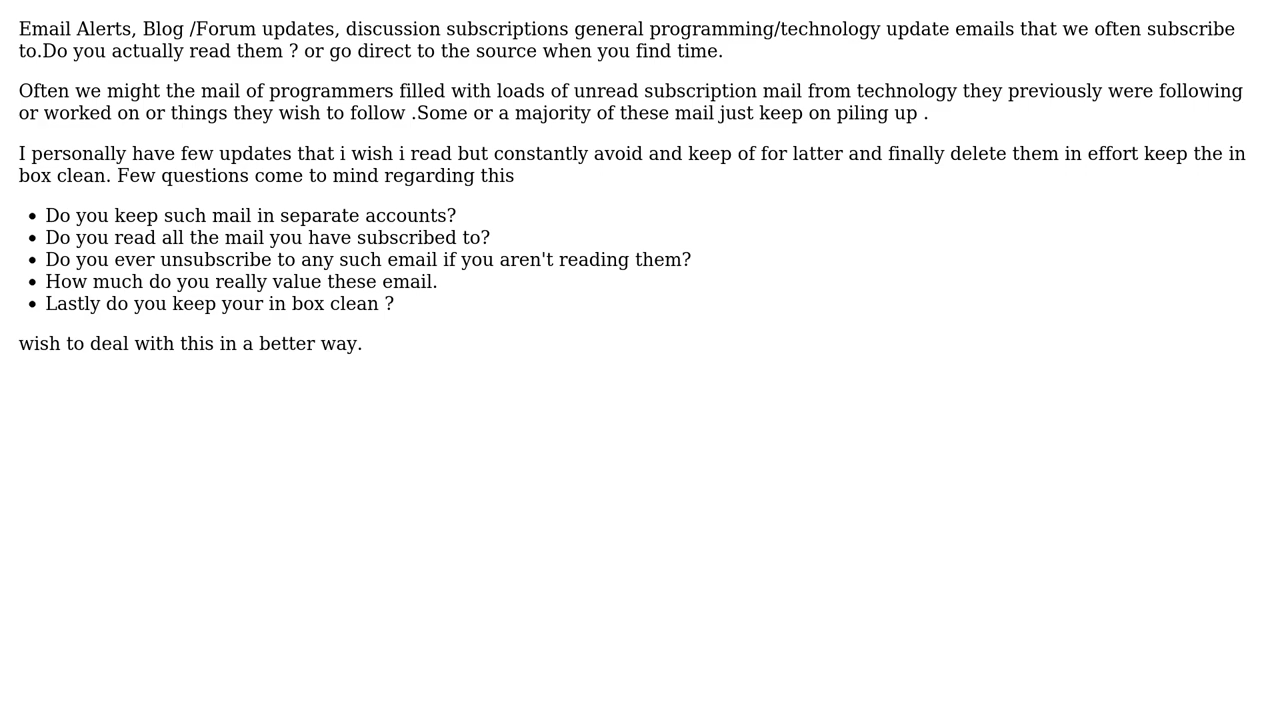 Email Alerts, Blog /Forum updates, discussion subscriptions general programming/technology update emails that we often subscribe
to.Do you actually read them ? or go direct to the source when you find time.
Often we might the mail of programmers filled with loads of unread subscription mail from technology they previously were following
or worked on or things they wish to follow .Some or a majority of these mail just keep on piling up .
I personally have few updates that i wish i read but constantly avoid and keep of for latter and finally delete them in effort keep the in
box clean. Few questions come to mind regarding this
• Do you keep such mail in separate accounts?
• Do you read all the mail you have subscribed to?
• Do you ever unsubscribe to any such email if you aren't reading them?
• How much do you really value these email.
• Lastly do you keep your in box clean ?
wish to deal with this in a better way.